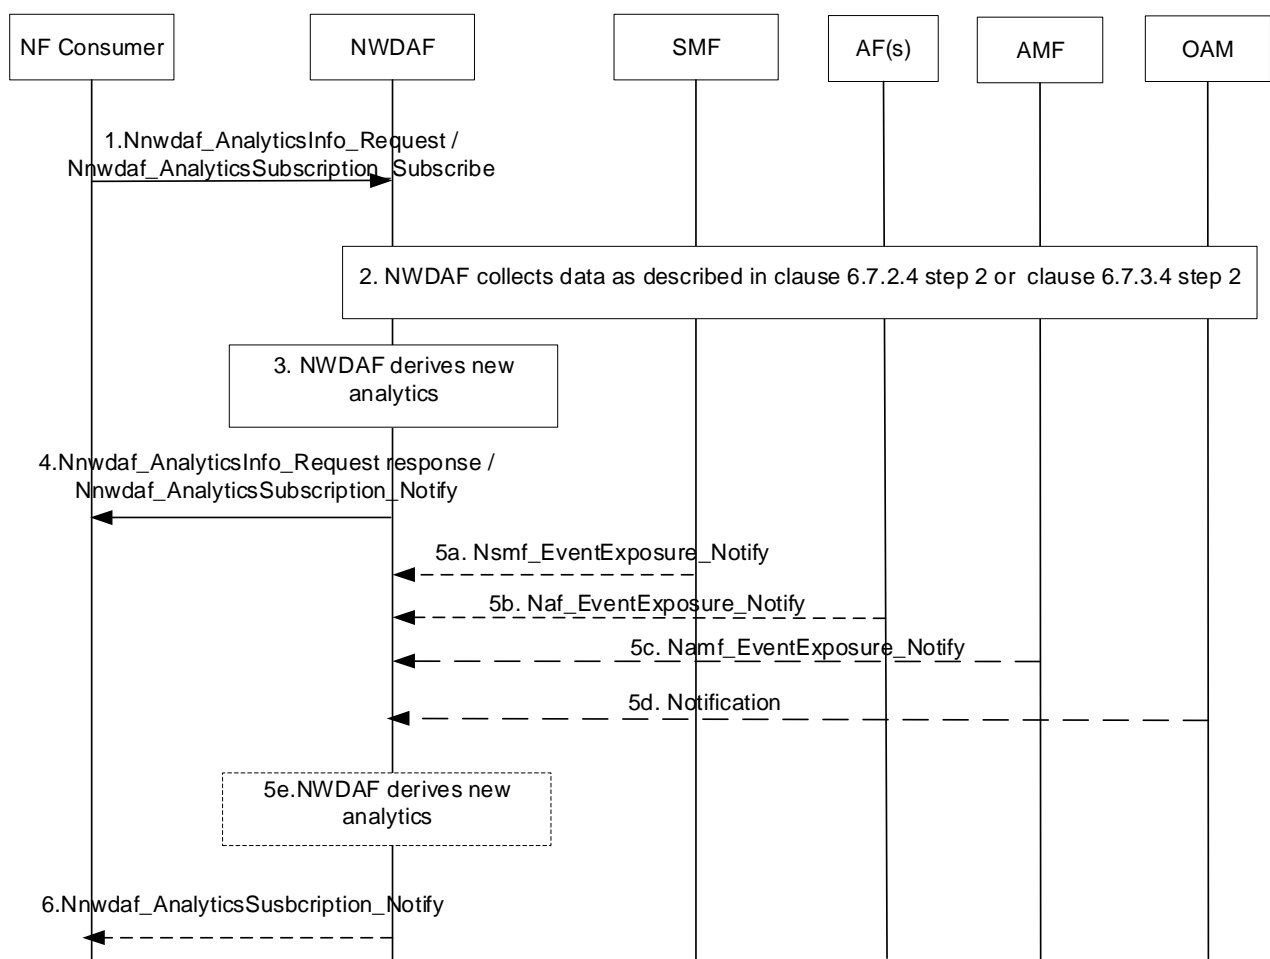 NF Consumer
NWDAF
SMF
AF(s)
AMF
OAM
1.Nnwdaf_AnalyticsInfo_Request /
Nnwdaf_AnalyticsSubscription_Subscribe
2. NWDAF collects data as described in clause 6.7.2.4 step 2 or clause 6.7.3.4 step 2
3. NWDAF derives new
analytics
4.Nnwdaf_AnalyticsInfo_Request response /
Nnwdaf_AnalyticsSubscription_Notify
5a. Nsmf_EventExposure_Notify
5b. Naf_EventExposure_Notify
5c. Namf_EventExposure_Notify
5d. Notification
5e.NWDAF derives new
analytics
6.Nnwdaf_AnalyticsSusbcription_Notify